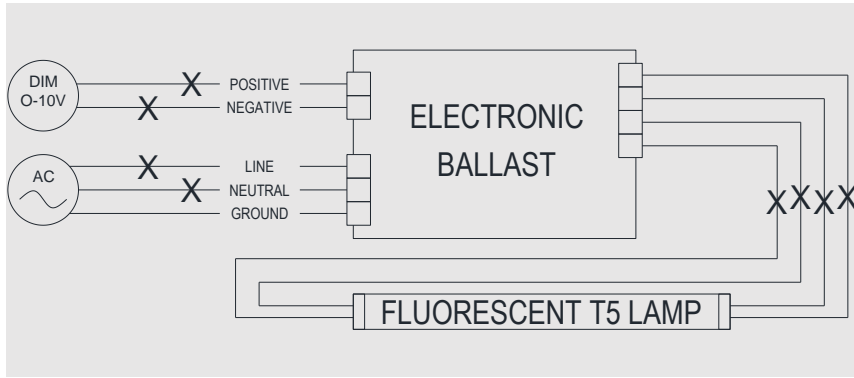 DIM
O-10V
POSITIVE
NEGATIVE
AC
LINE
NEUTRAL
GROUND
ELECTRONIC
BALLAST
X
X
X
X
X
X
X
X
FLUORESCENT T5 LAMP